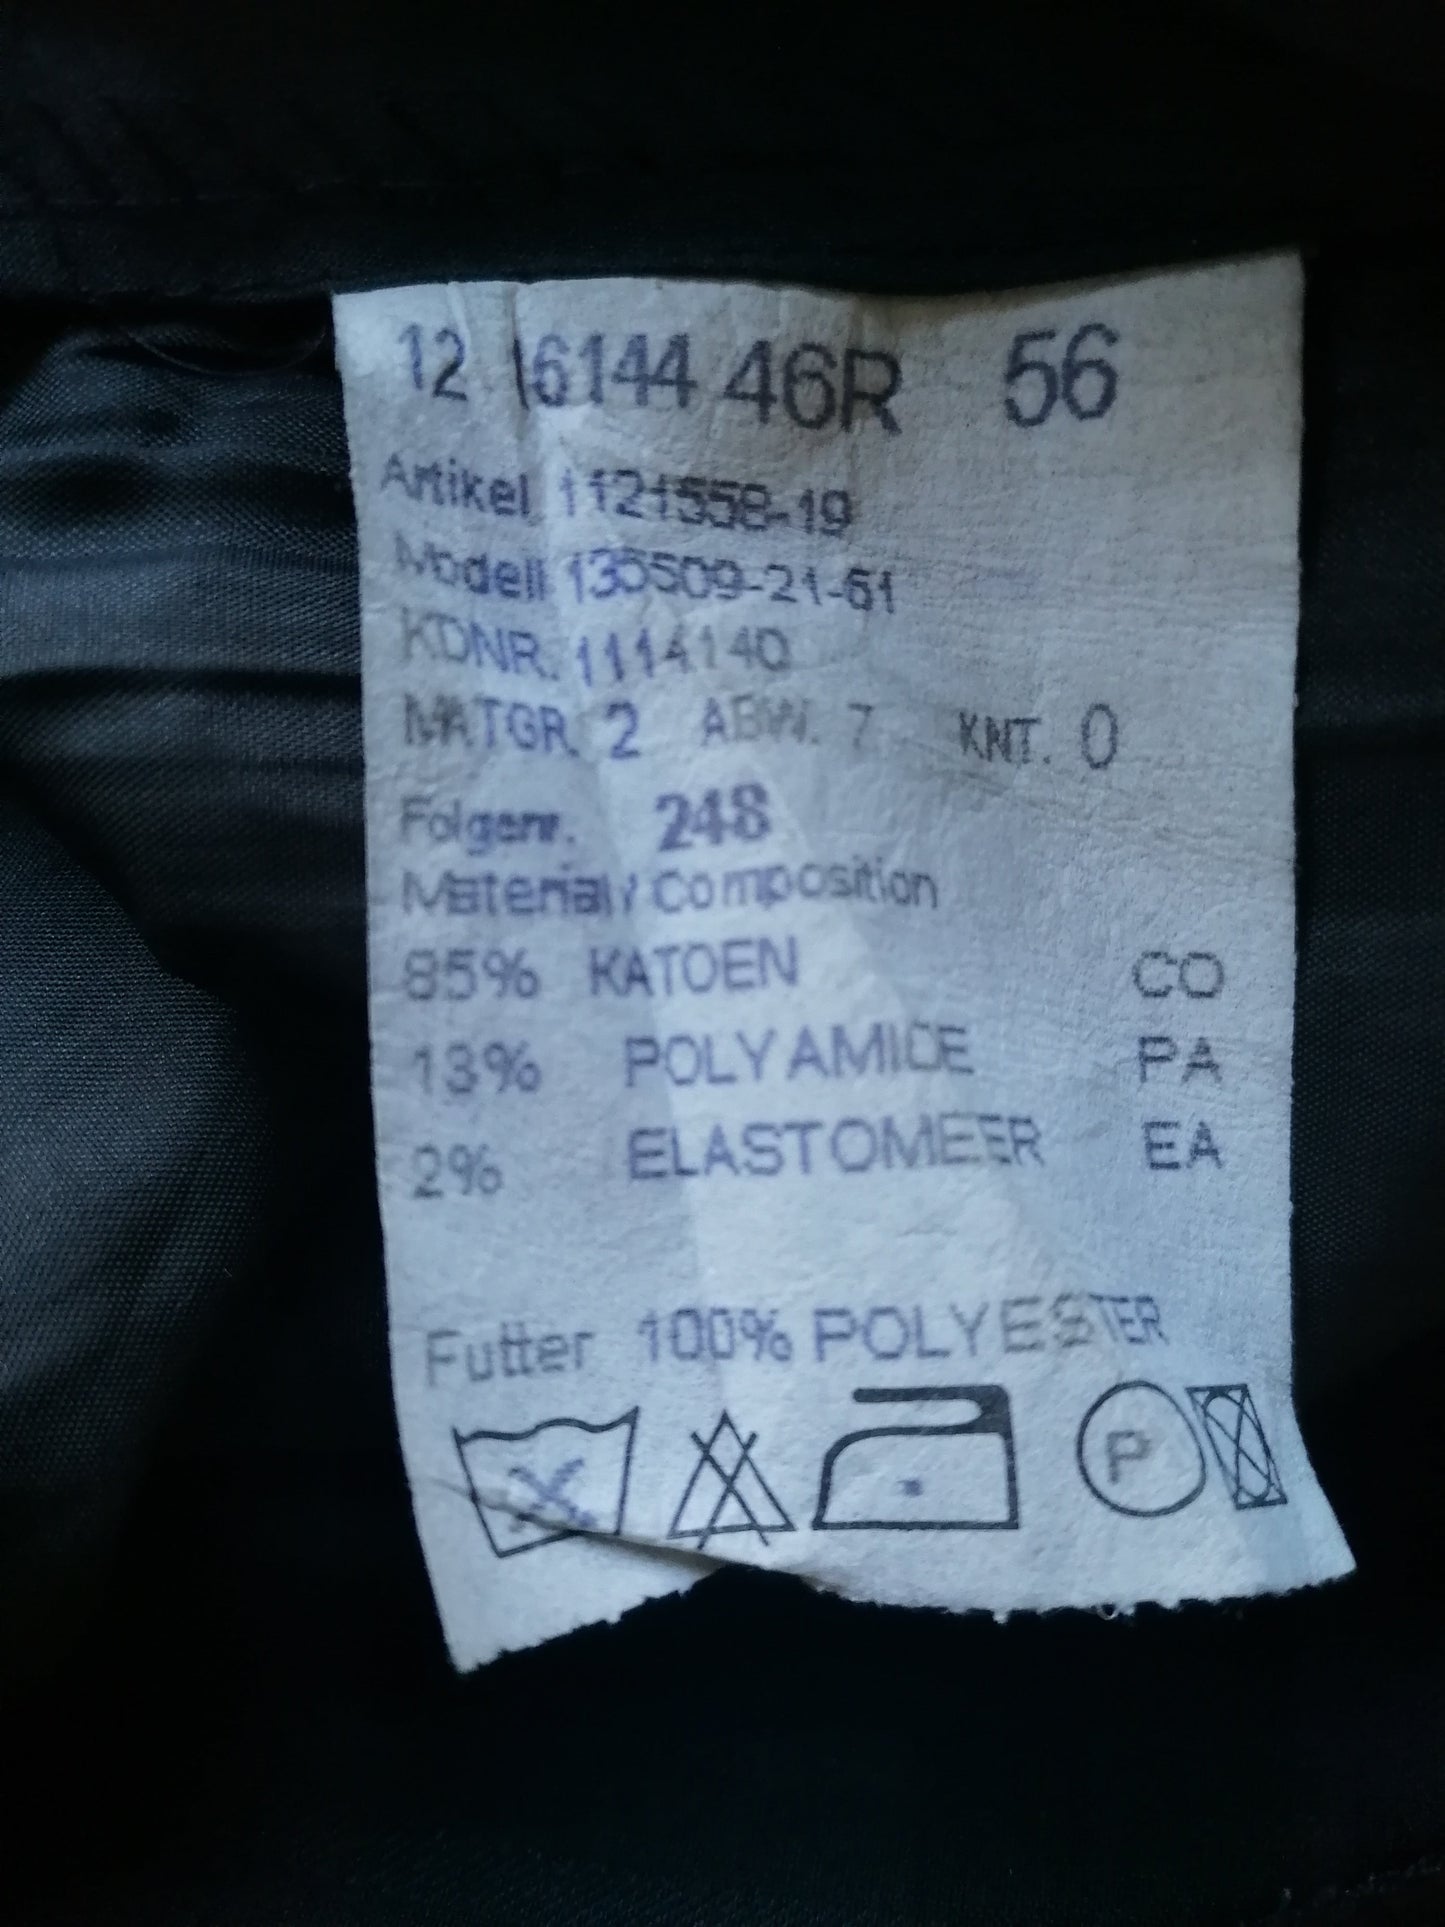 12 16144 46R 56
Artikel 1121558-19
Modell 135509-21-61
KDNR. 1114140
MATGR. 2 ABW. 7 KNT. 0
Folgenr. 248
Material / Composition
85% KATOEN CO
13% POLYAMIDE PA
2% ELASTOMEER EA
Futter 100% POLYESTER
P